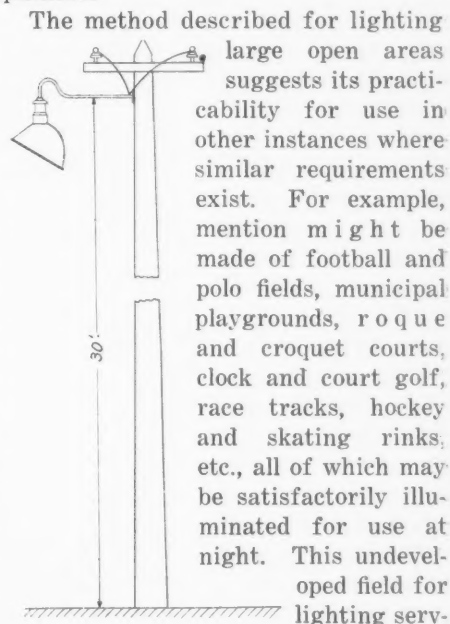 The method described for lighting
large open areas
suggests its practi-
cability for use in
other instances where
similar requirements
exist. For example,
mention might be
made of football and
polo fields, municipal
playgrounds, roque
and croquet courts,
clock and court golf,
race tracks, hockey
and skating rinks,
etc., all of which may
be satisfactorily illu-
minated for use at
night. This undevel-
oped field for
lighting serv-
30'